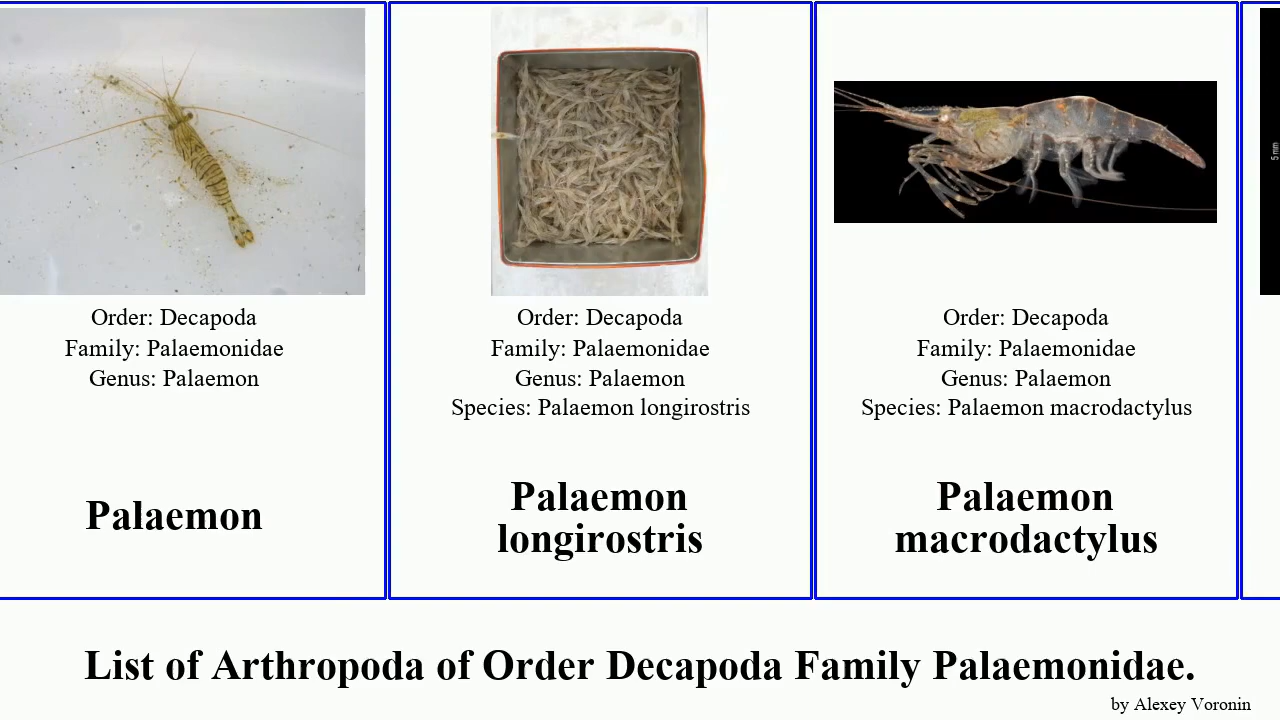 5 mm
Order: Decapoda
Family: Palaemonidae
Genus: Palaemon
Palaemon
Order: Decapoda
Family: Palaemonidae
Genus: Palaemon
Species: Palaemon longirostris
Palaemon
longirostris
Order: Decapoda
Family: Palaemonidae
Genus: Palaemon
Species: Palaemon macrodactylus
Palaemon
macrodactylus
List of Arthropoda of Order Decapoda Family Palaemonidae.
by Alexey Voronin